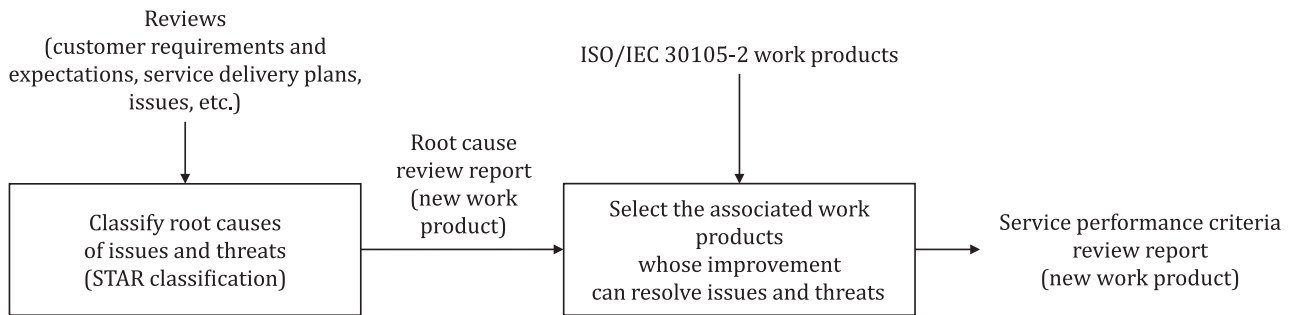 Reviews
(customer requirements and
expectations, service delivery plans,
issues, etc.)
ISO/IEC 30105-2 work products
Root cause
review report
(new work
product)
Classify root causes
of issues and threats
(STAR classification)
Select the associated work
products
whose improvement
can resolve issues and threats
Service performance criteria
review report
(new work product)